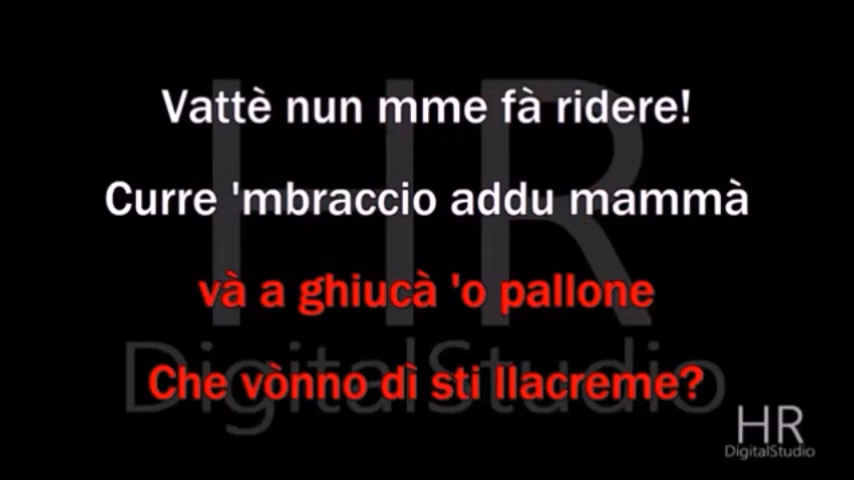 Vattè nun mme fà ridere!
Curre 'mbraccio addu mammà
và a ghiucà 'o pallone
Che vònno dì sti llacreme?
HR
DigitalStudio
HR
DigitalStudio